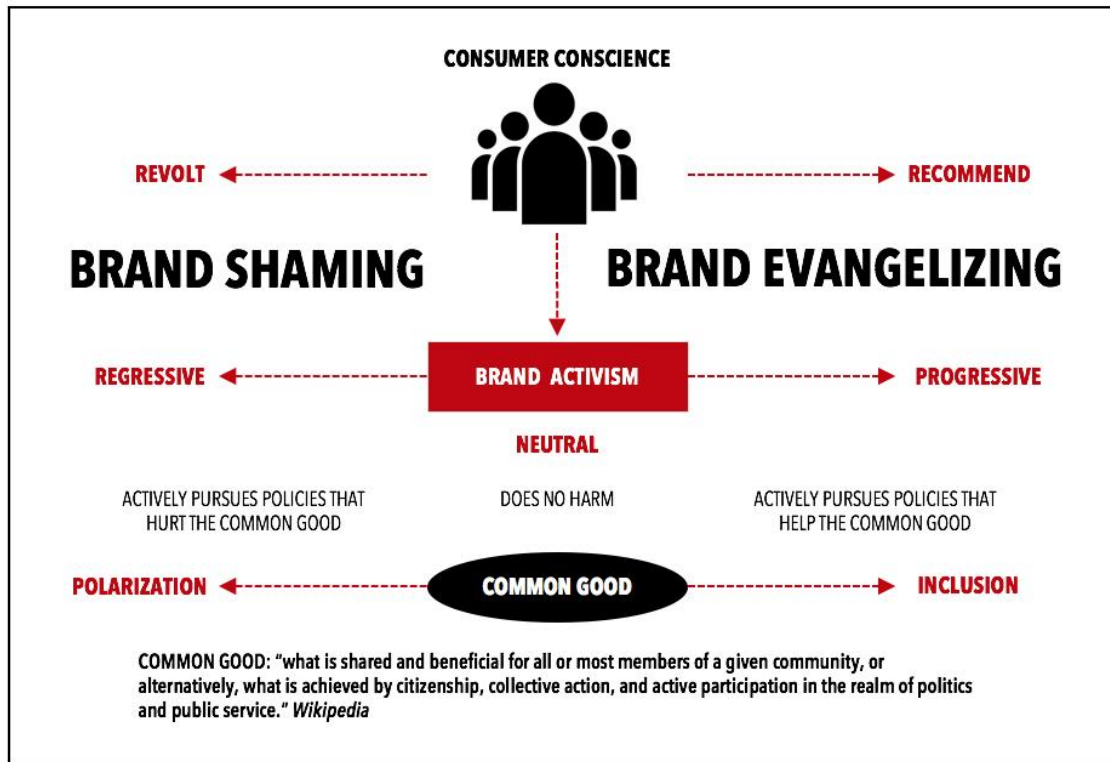 CONSUMER CONSCIENCE
REVOLT
RECOMMEND
BRAND SHAMING
BRAND EVANGELIZING
REGRESSIVE
BRAND ACTIVISM
PROGRESSIVE
NEUTRAL
ACTIVELY PURSUES POLICIES THAT
HURT THE COMMON GOOD
DOES NO HARM
ACTIVELY PURSUES POLICIES THAT
HELP THE COMMON GOOD
POLARIZATION
COMMON GOOD
INCLUSION
COMMON GOOD: “what is shared and beneficial for all or most members of a given community, or
alternatively, what is achieved by citizenship, collective action, and active participation in the realm of politics
and public service.” Wikipedia